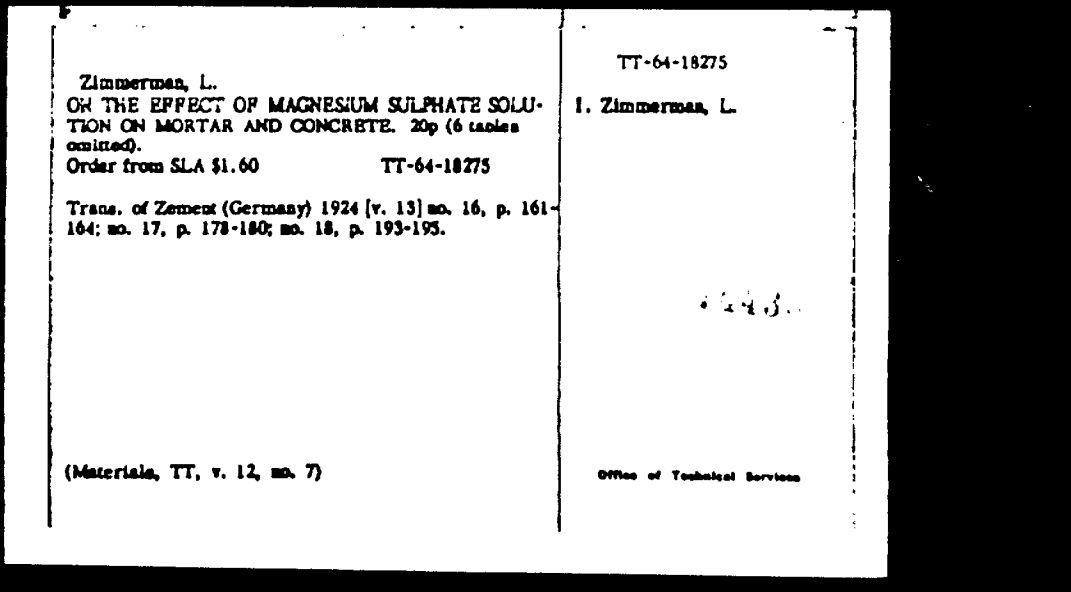 Zimmerman, L.
ON THE EFFECT OF MAGNESIUM SULPHATE SOLU-
TION ON MORTAR AND CONCRETE. 20p (6 tables
omitted).
Order from SLA $1.60 TT-64-18275
Trans. of Zement (Germany) 1924 [v. 13] no. 16, p. 161-
164; no. 17, p. 178-180; no. 18, p. 193-195.
(Materials, TT, v. 12, no. 7)
TT-64-18275
I. Zimmerman, L.
Office of Technical Services